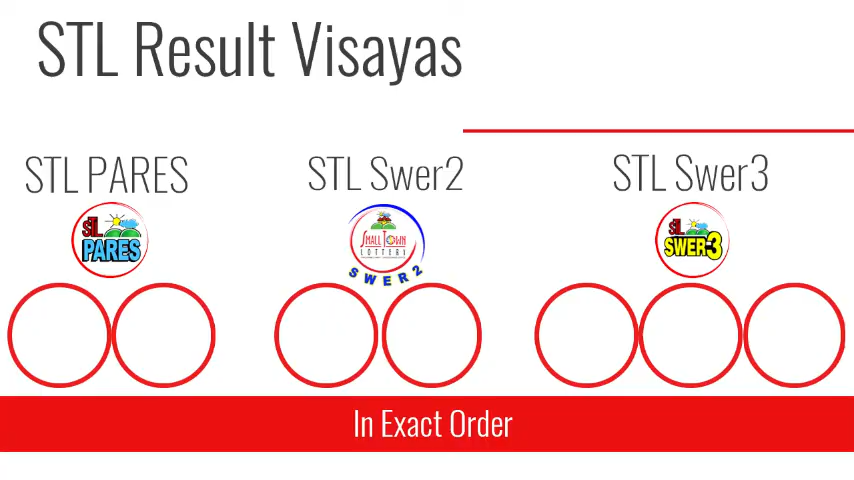 STL Result Visayas
STL PARES
STL Swer2
STL Swer3
STL
PARES
SMALL TOWN
LOTTERY
SWER2
STL
SWER3
In Exact Order